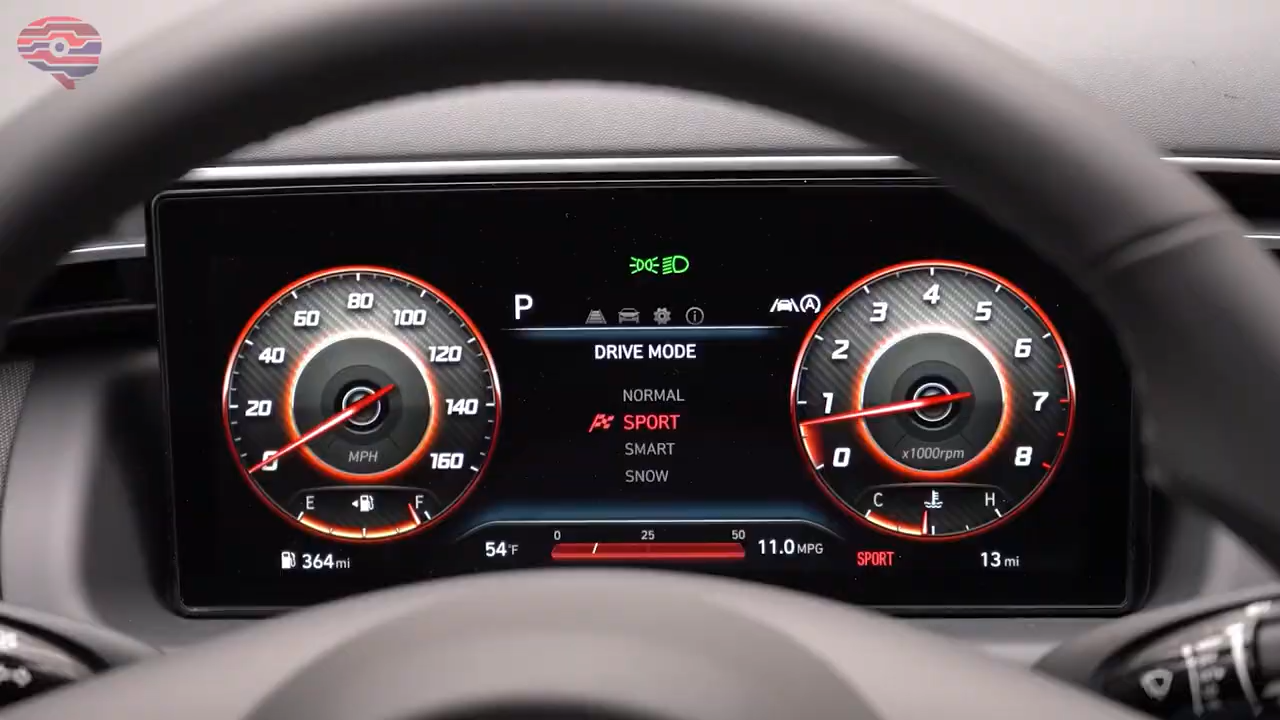 80
60 100
40 120
20 140
0 160
MPH
E F
364mi
P
DRIVE MODE
NORMAL
SPORT
SMART
SNOW
0 25 50
54°F
11.0MPG
A
4
3 5
2 6
1 7
0 8
x1000rpm
C H
SPORT
13 mi